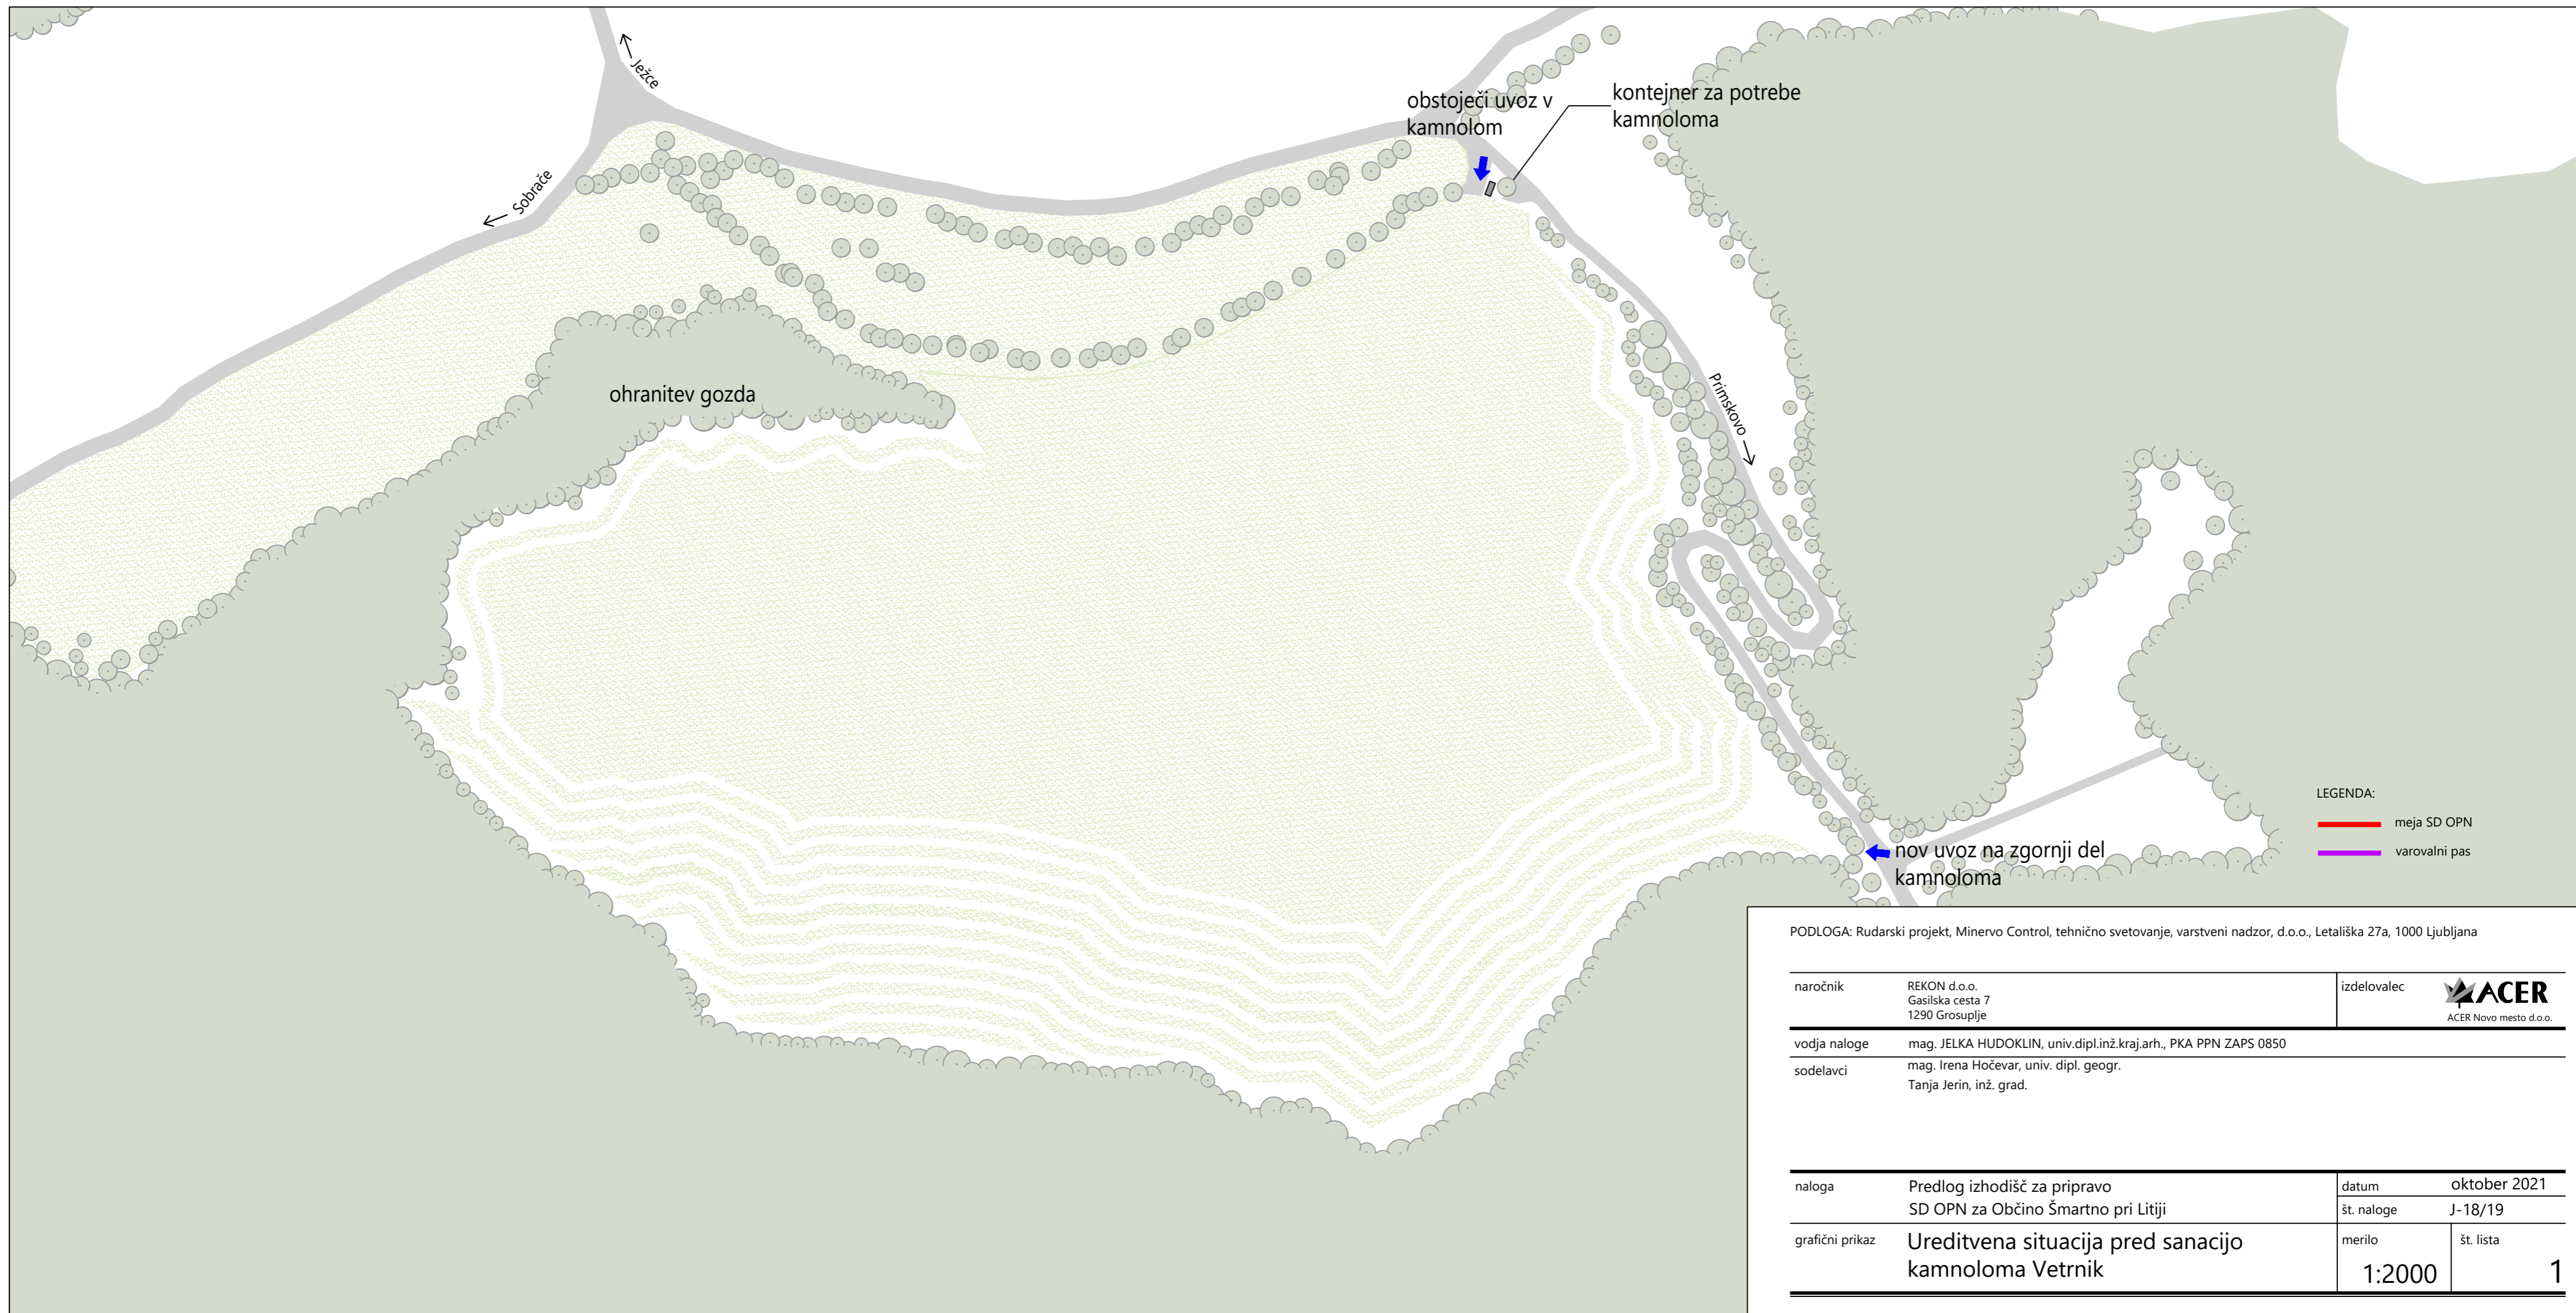 Ježce
Sobrače
obstoječi uvoz v
kamnolom
kontejner za potrebe
kamnoloma
ohranitev gozda
Primskovo
nov uvoz na zgornji del
kamnoloma
LEGENDA:
meja SD OPN
varovalni pas
PODLOGA: Rudarski projekt, Minervo Control, tehnično svetovanje, varstveni nadzor, d.o.o., Letališka 27a, 1000 Ljubljana
naročnik
REKON d.o.o.
Gasilska cesta 7
1290 Grosuplje
izdelovalec
ACER
ACER Novo mesto d.o.o.
vodja naloge mag. JELKA HUDOKLIN, univ.dipl.inž.kraj.arh., PKA PPN ZAPS 0850
sodelavci mag. Irena Hočevar, univ. dipl. geogr.
Tanja Jerin, inž. grad.
naloga Predlog izhodišč za pripravo
SD OPN za Občino Šmartno pri Litiji
datum oktober 2021
št. naloge J-18/19
grafični prikaz Ureditvena situacija pred sanacijo
kamnoloma Vetrnik
merilo
1:2000
št. lista
1